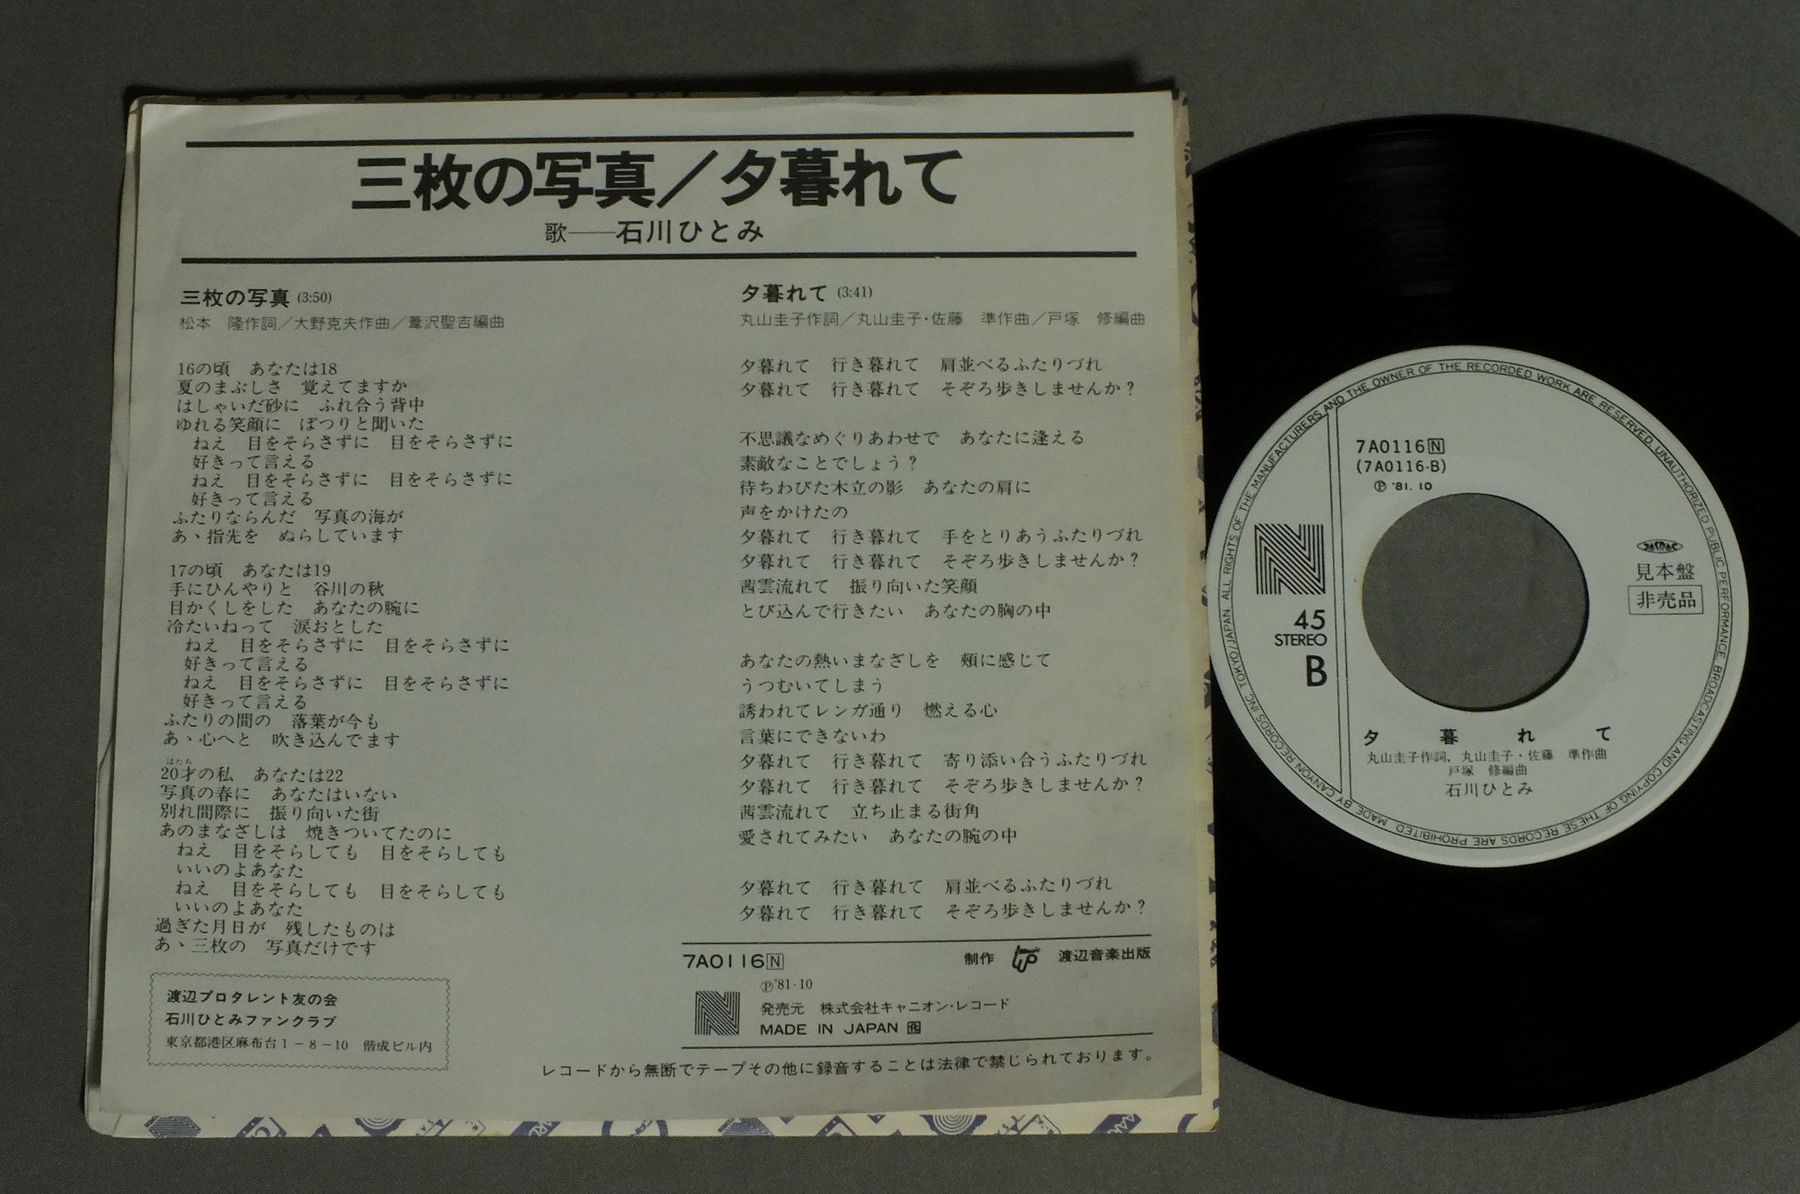 三枚の写真／夕暮れて
歌──石川ひとみ
三枚の写真 (3:50)
松本 隆作詞／大野克夫作曲／葦沢聖吉編曲
16の頃 あなたは18
夏のまぶしさ 覚えてますか
はしゃいだ砂に ふれ合う背中
ゆれる笑顔に ぽつりと聞いた
ねえ 目をそらさずに 目をそらさずに
好きって言える
ねえ 目をそらさずに 目をそらさずに
好きって言える
ふたりならんだ 写真の海が
あゝ指先を ぬらしています
17の頃 あなたは19
手にひんやりと 谷川の秋
目かくしをした あなたの腕に
冷たいねって 涙おとした
ねえ 目をそらさずに 目をそらさずに
好きって言える
ねえ 目をそらさずに 目をそらさずに
好きって言える
ふたりの間の 落葉が今も
あゝ心へと 吹き込んでます
はたち
20才の私 あなたは22
写真の春に あなたはいない
別れ間際に 振り向いた街
あのまなざしは 焼きついてたのに
ねえ 目をそらしても 目をそらしても
いいのよあなた
ねえ 目をそらしても 目をそらしても
いいのよあなた
過ぎた月日が 残したものは
あゝ三枚の 写真だけです
渡辺プロタレント友の会
石川ひとみファンクラブ
東京都港区麻布台1－8－10 偕成ビル内
夕暮れて (3:41)
丸山圭子作詞／丸山圭子・佐藤 準作曲／戸塚 修編曲
夕暮れて 行き暮れて 肩並べるふたりづれ
夕暮れて 行き暮れて そぞろ歩きしませんか?
不思議なめぐりあわせで あなたに逢える
素敵なことでしょう?
待ちわびた木立の影 あなたの肩に
声をかけたの
夕暮れて 行き暮れて 手をとりあうふたりづれ
夕暮れて 行き暮れて そぞろ歩きしませんか?
茜雲流れて 振り向いた笑顔
とび込んで行きたい あなたの胸の中
あなたの熱いまなざしを 頬に感じて
うつむいてしまう
誘われてレンガ通り 燃える心
言葉にできないわ
夕暮れて 行き暮れて 寄り添い合うふたりづれ
夕暮れて 行き暮れて そぞろ歩きしませんか?
茜雲流れて 立ち止まる街角
愛されてみたい あなたの腕の中
夕暮れて 行き暮れて 肩並べるふたりづれ
夕暮れて 行き暮れて そぞろ歩きしませんか?
7A0116 N
制作 渡辺音楽出版
Ⓟ'81·10
発売元 株式会社キャニオン・レコード
MADE IN JAPAN
レコードから無断でテープその他に録音することは法律で禁じられております。
ALL RIGHTS OF THE MANUFACTURERS AND THE OWNER OF THE RECORDED WORK ARE RESERVED. UNAUTHORIZED PUBLIC PERFORMANCE BROADCASTING AND COPYING OF THESE RECORDS ARE PROHIBITED. MADE BY CANYON RECORDS INC. TOKYO/JAPAN.
7A0116 N
(7A0116-B)
Ⓟ '81. 10
見本盤
非売品
45
STEREO
B
夕暮れて
丸山圭子作詞, 丸山圭子・佐藤 準作曲
戸塚 修編曲
石川ひとみ